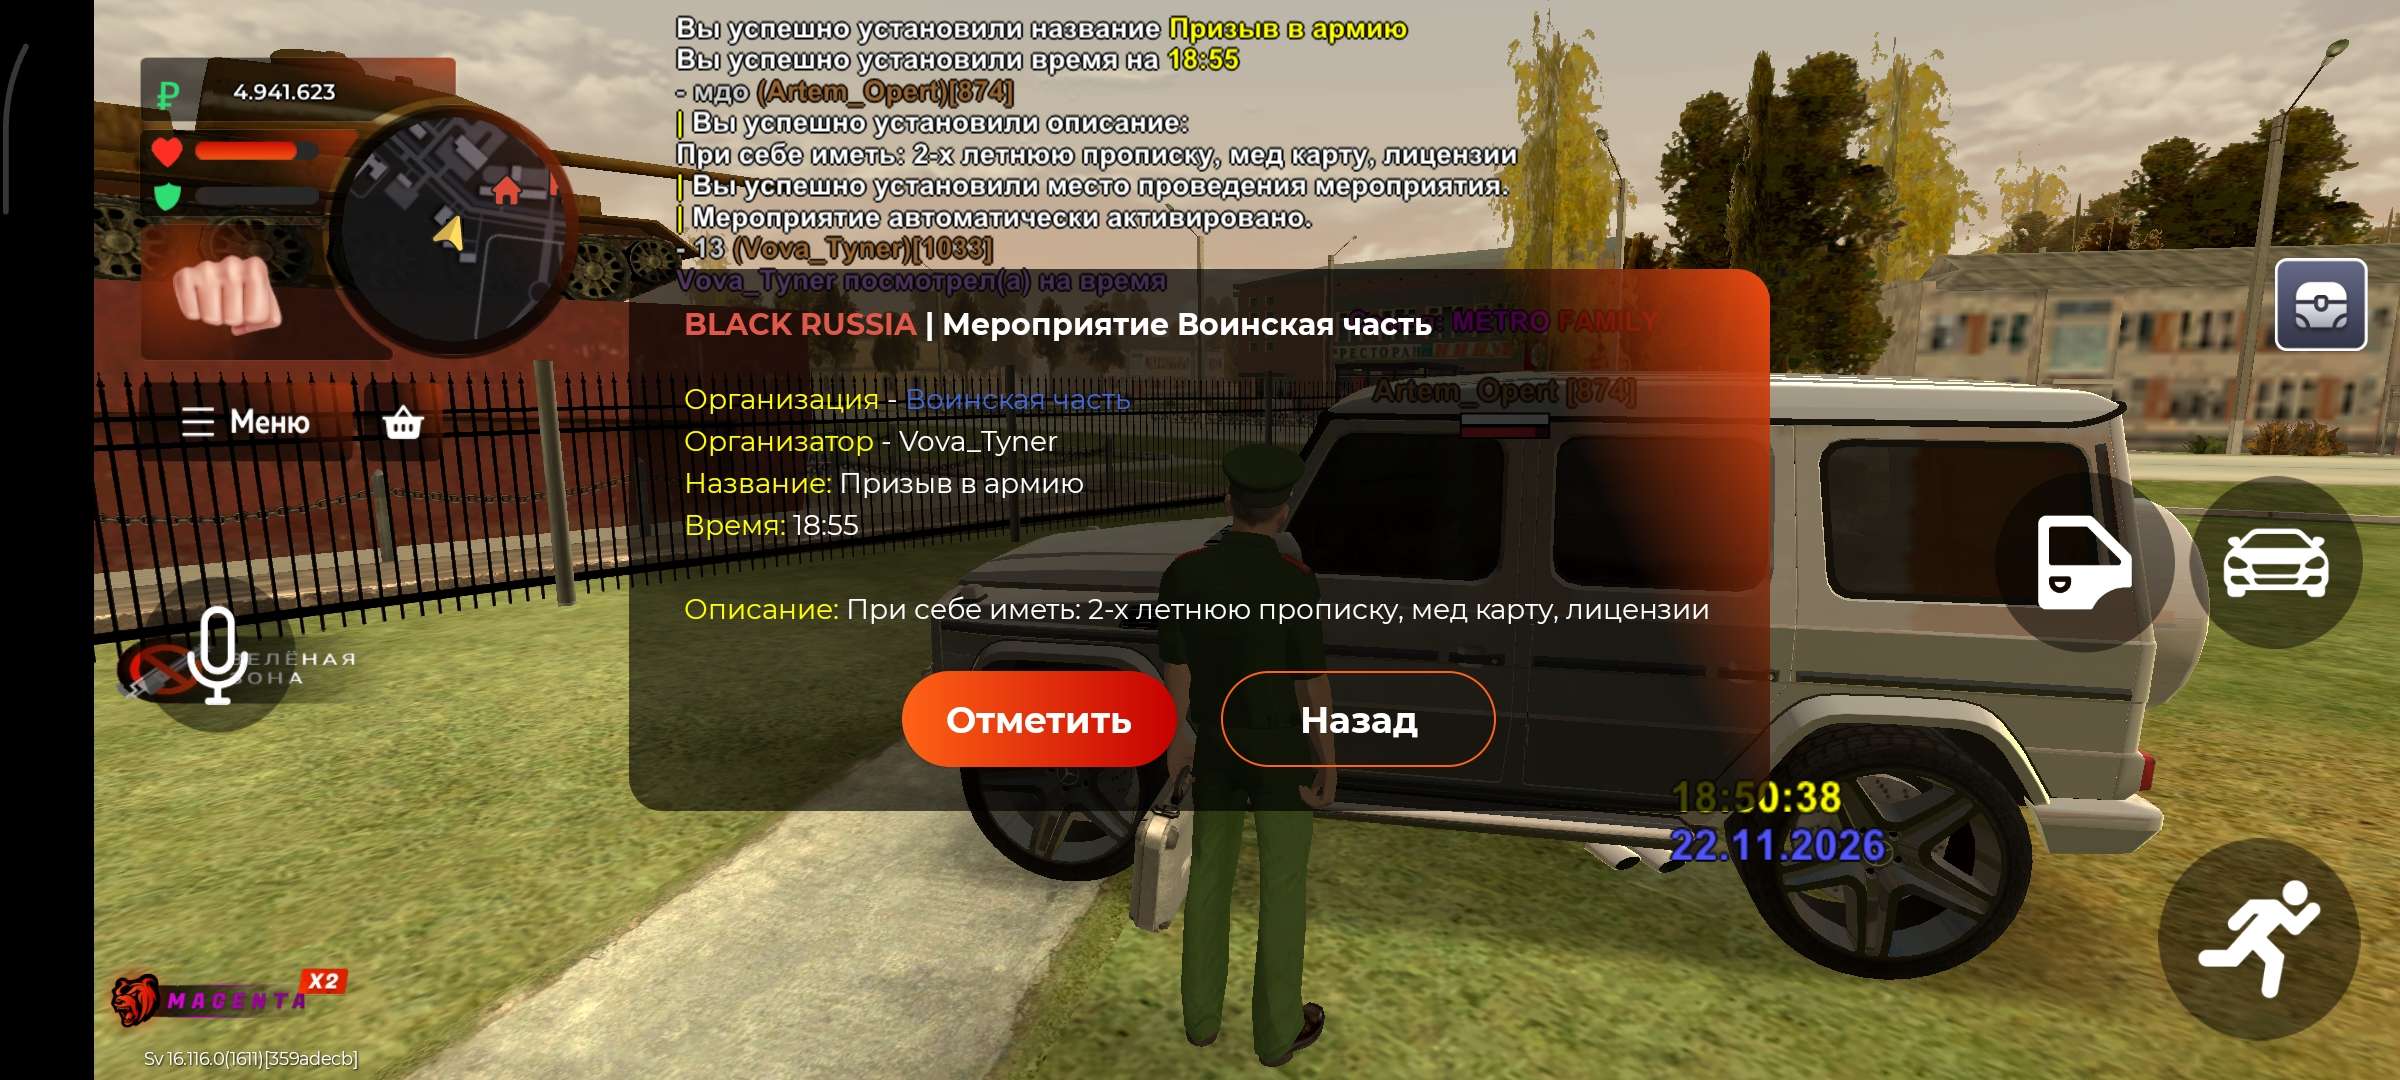 Вы успешно установили название Призыв в армию
Вы успешно установили время на 18:55
- мдо (Artem_Opert)[874]
| Вы успешно установили описание:
При себе иметь: 2-х летнюю прописку, мед карту, лицензии
| Вы успешно установили место проведения мероприятия.
| Мероприятие автоматически активировано.
- 13 (Vova_Tyner)[1033]
Vova_Tyner посмотрел(а) на время
4.941.623
Меню
BLACK RUSSIA | Мероприятие Воинская часть
METRO FAMILY
РЕСТОРАН
Artem_Opert [874]
Организация - Воинская часть
Организатор - Vova_Tyner
Название: Призыв в армию
Время: 18:55
Описание: При себе иметь: 2-х летнюю прописку, мед карту, лицензии
Отметить
Назад
ЗЕЛЁНАЯ
ЗОНА
18:50:38
22.11.2026
MAGENTA X2
Sv 16.116.0(1611)[359adecb]